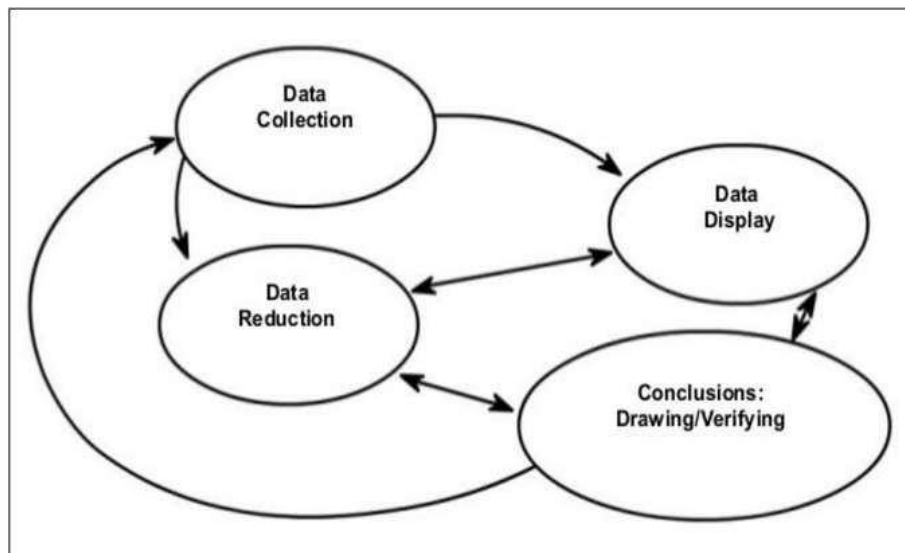 Data
Collection
Data
Display
Data
Reduction
Conclusions:
Drawing/Verifying